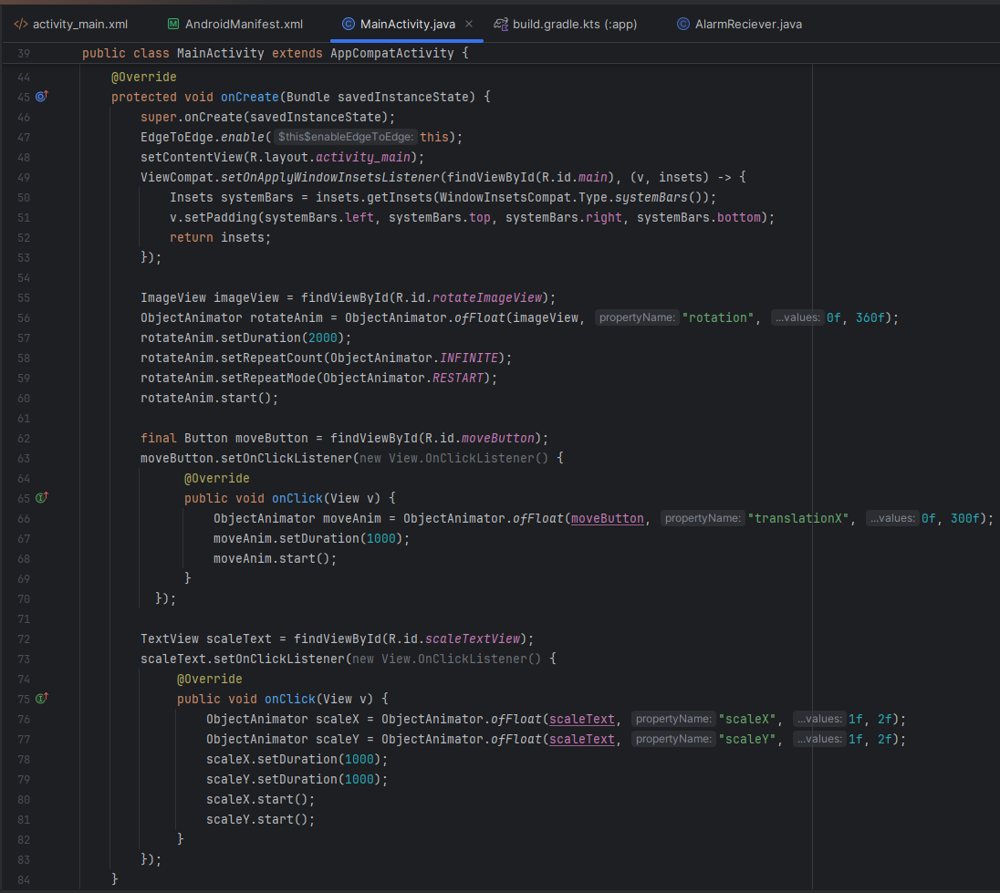 activity_main.xml AndroidManifest.xml MainActivity.java build.gradle.kts (:app) AlarmReciever.java
39 public class MainActivity extends AppCompatActivity {
44 @Override
45 protected void onCreate(Bundle savedInstanceState) {
46 super.onCreate(savedInstanceState);
47 EdgeToEdge.enable( $this$enableEdgeToEdge: this);
48 setContentView(R.layout.activity_main);
49 ViewCompat.setOnApplyWindowInsetsListener(findViewById(R.id.main), (v, insets) -> {
50 Insets systemBars = insets.getInsets(WindowInsetsCompat.Type.systemBars());
51 v.setPadding(systemBars.left, systemBars.top, systemBars.right, systemBars.bottom);
52 return insets;
53 });
54
55 ImageView imageView = findViewById(R.id.rotateImageView);
56 ObjectAnimator rotateAnim = ObjectAnimator.ofFloat(imageView, propertyName: "rotation", ...values: 0f, 360f);
57 rotateAnim.setDuration(2000);
58 rotateAnim.setRepeatCount(ObjectAnimator.INFINITE);
59 rotateAnim.setRepeatMode(ObjectAnimator.RESTART);
60 rotateAnim.start();
61
62 final Button moveButton = findViewById(R.id.moveButton);
63 moveButton.setOnClickListener(new View.OnClickListener() {
64 @Override
65 public void onClick(View v) {
66 ObjectAnimator moveAnim = ObjectAnimator.ofFloat(moveButton, propertyName: "translationX", ...values: 0f, 300f);
67 moveAnim.setDuration(1000);
68 moveAnim.start();
69 }
70 });
71
72 TextView scaleText = findViewById(R.id.scaleTextView);
73 scaleText.setOnClickListener(new View.OnClickListener() {
74 @Override
75 public void onClick(View v) {
76 ObjectAnimator scaleX = ObjectAnimator.ofFloat(scaleText, propertyName: "scaleX", ...values: 1f, 2f);
77 ObjectAnimator scaleY = ObjectAnimator.ofFloat(scaleText, propertyName: "scaleY", ...values: 1f, 2f);
78 scaleX.setDuration(1000);
79 scaleY.setDuration(1000);
80 scaleX.start();
81 scaleY.start();
82 }
83 });
84 }